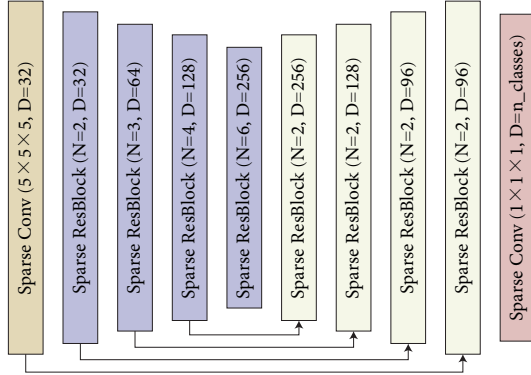 Sparse Conv (5×5×5, D=32)
Sparse ResBlock (N=2, D=32)
Sparse ResBlock (N=3, D=64)
Sparse ResBlock (N=4, D=128)
Sparse ResBlock (N=6, D=256)
Sparse ResBlock (N=2, D=256)
Sparse ResBlock (N=2, D=128)
Sparse ResBlock (N=2, D=96)
Sparse ResBlock (N=2, D=96)
Sparse Conv (1×1×1, D=n_classes)